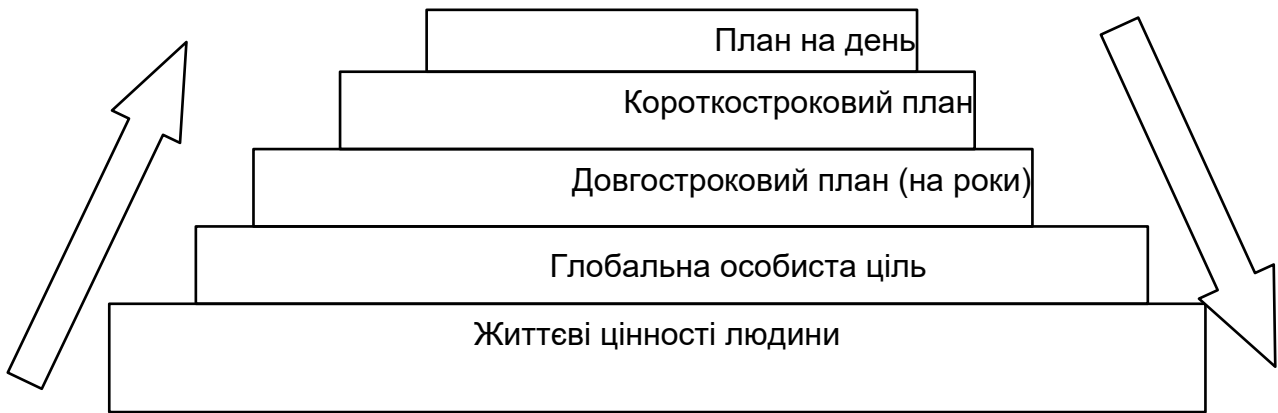 План на день
Короткостроковий план
Довгостроковий план (на роки)
Глобальна особиста ціль
Життєві цінності людини